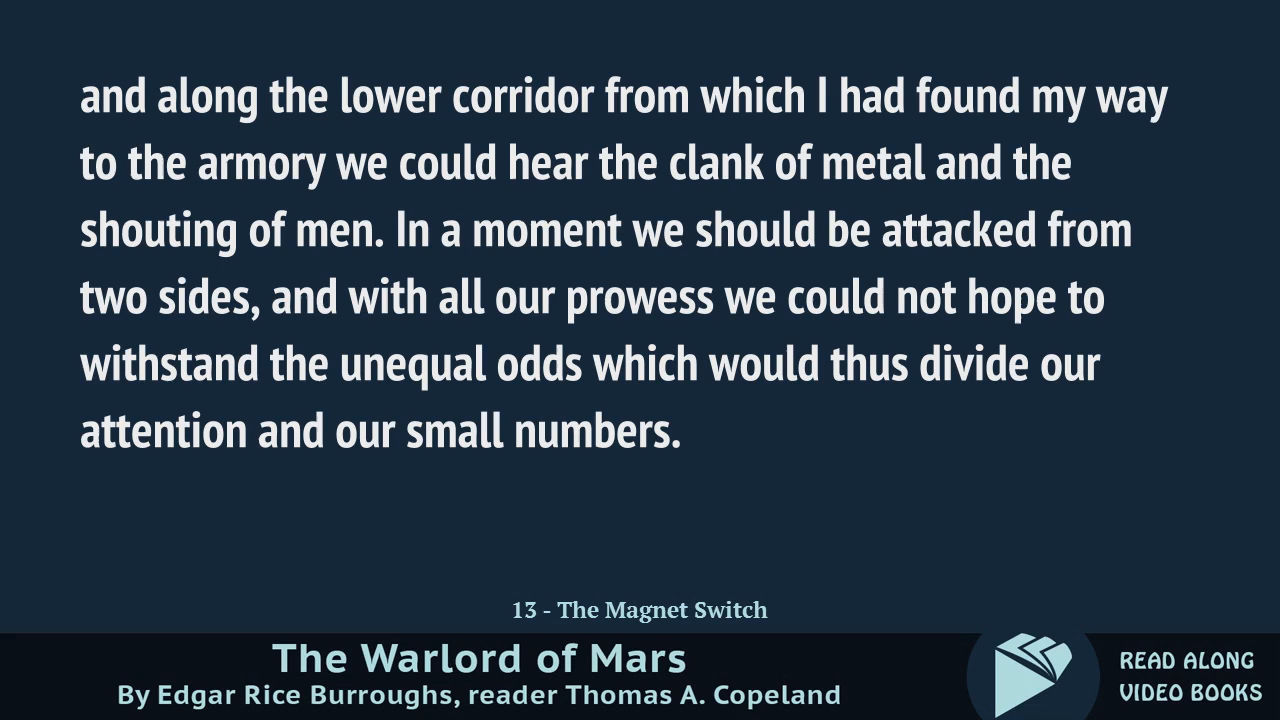 and along the lower corridor from which I had found my way
to the armory we could hear the clank of metal and the
shouting of men. In a moment we should be attacked from
two sides, and with all our prowess we could not hope to
withstand the unequal odds which would thus divide our
attention and our small numbers.
13 - The Magnet Switch
The Warlord of Mars
By Edgar Rice Burroughs, reader Thomas A. Copeland
READ ALONG
VIDEO BOOKS